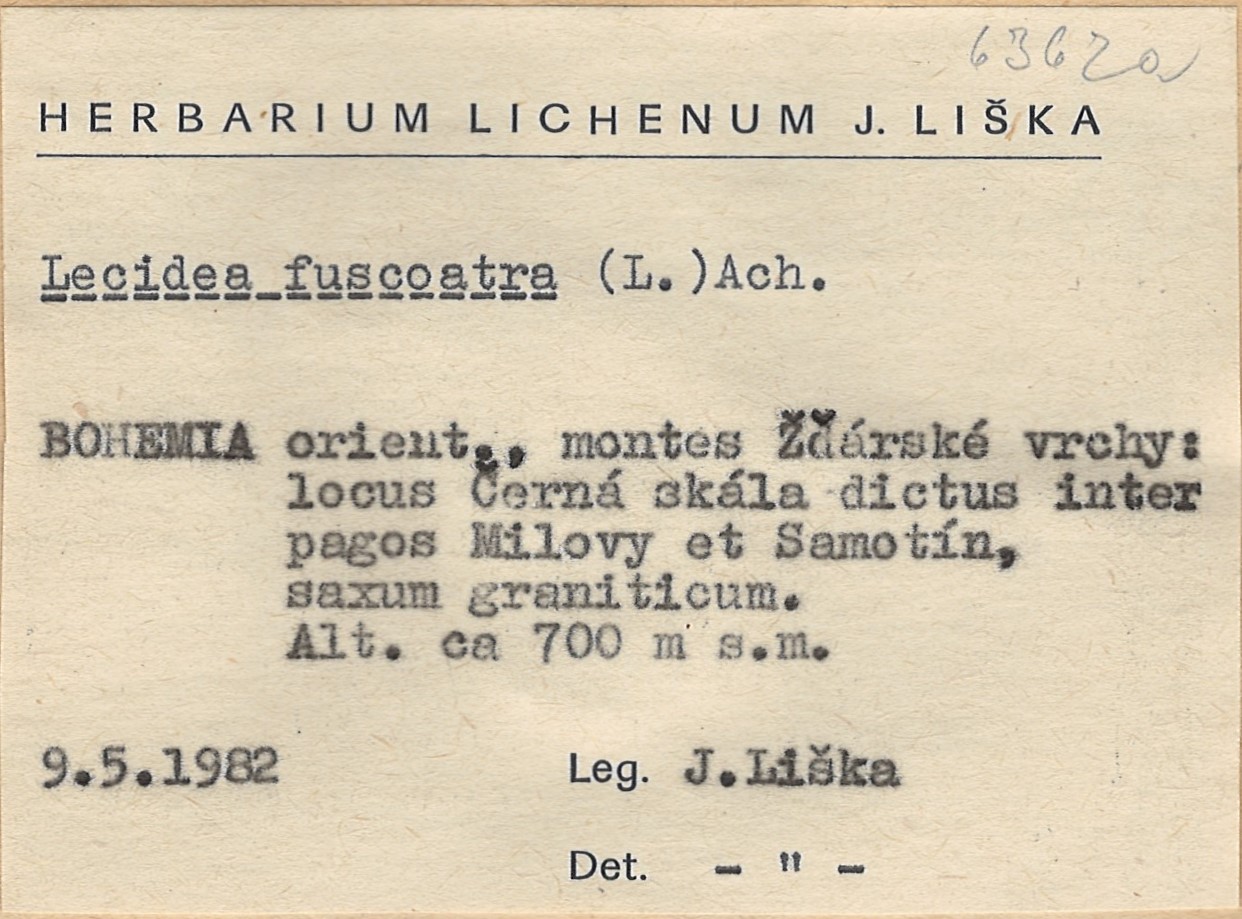 6362a
HERBARIUM LICHENUM J. LIŠKA
Lecidea fuscoatra (L.)Ach.
BOHEMIA orient., montes Žďárské vrchy:
locus Černá skála dictus inter
pagos Milovy et Samotín,
saxum graniticum.
Alt. ca 700 m s.m.
9.5.1982 Leg. J.Liška
Det. - " -